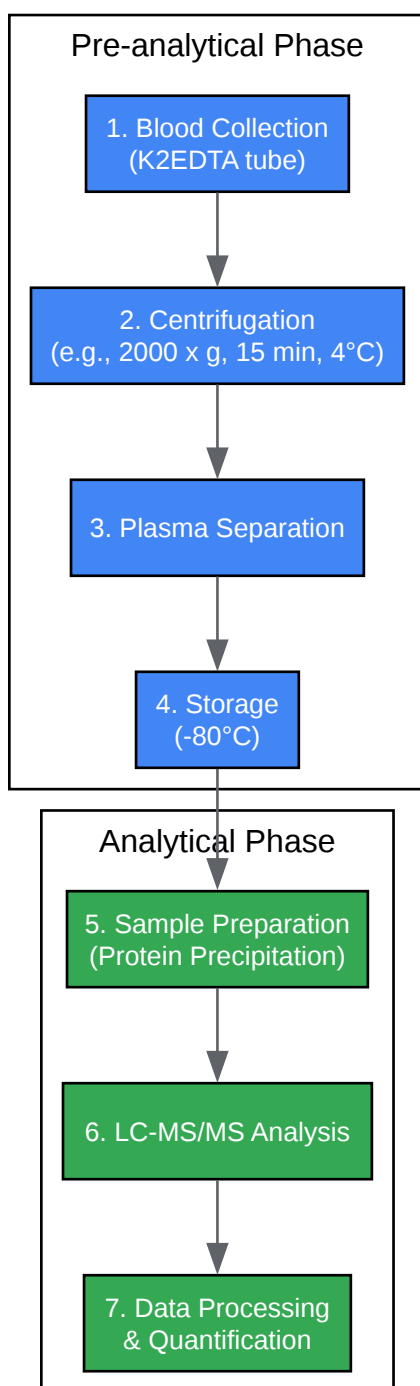 Pre-analytical Phase
1. Blood Collection
(K2EDTA tube)
2. Centrifugation
(e.g., 2000 x g, 15 min, 4°C)
3. Plasma Separation
4. Storage
(-80°C)
Analytical Phase
5. Sample Preparation
(Protein Precipitation)
6. LC-MS/MS Analysis
7. Data Processing
& Quantification